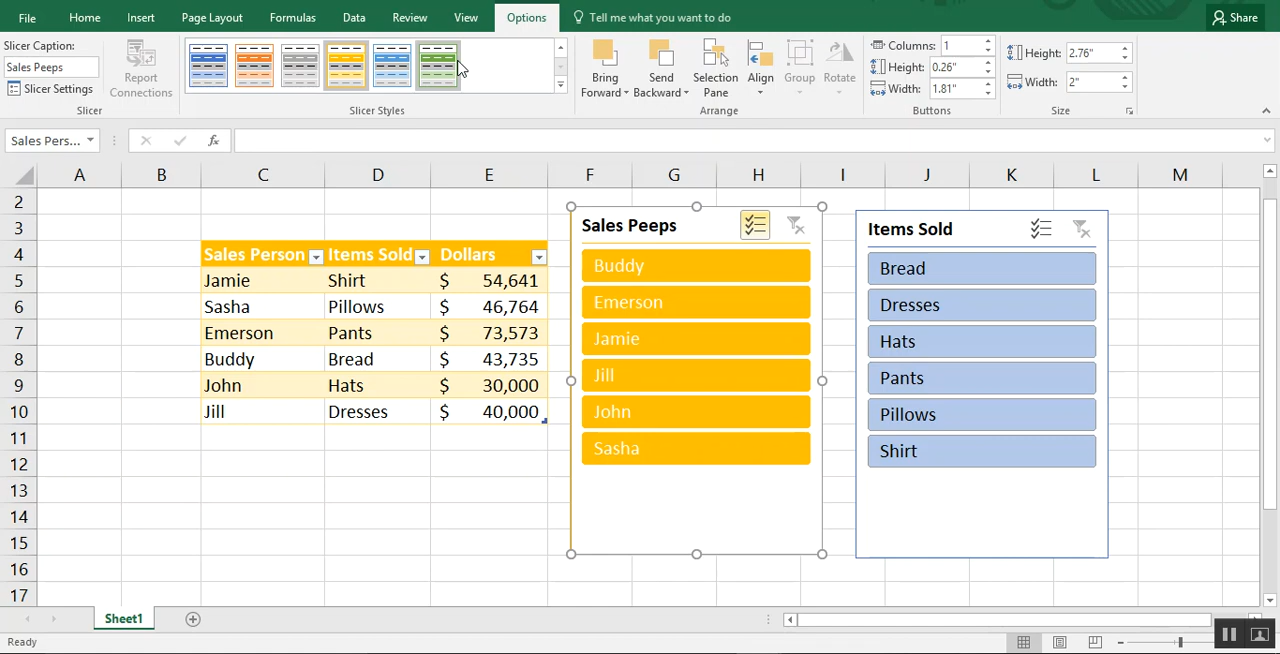 File Home Insert Page Layout Formulas Data Review View Options Tell me what you want to do Share
Slicer Caption:
Sales Peeps
Slicer Settings
Report
Connections
Slicer
Slicer Styles
Bring
Forward
Send
Backward
Selection
Pane
Align
Group
Rotate
Arrange
Columns: 1
Height: 0.26"
Width: 1.81"
Buttons
Height: 2.76"
Width: 2"
Size
Sales Pers... fx
A B C D E F G H I J K L M
2
3
4 Sales Person Items Sold Dollars
5 Jamie Shirt $ 54,641
6 Sasha Pillows $ 46,764
7 Emerson Pants $ 73,573
8 Buddy Bread $ 43,735
9 John Hats $ 30,000
10 Jill Dresses $ 40,000
11
12
13
14
15
16
17
Sales Peeps
Buddy
Emerson
Jamie
Jill
John
Sasha
Items Sold
Bread
Dresses
Hats
Pants
Pillows
Shirt
Sheet1
Ready